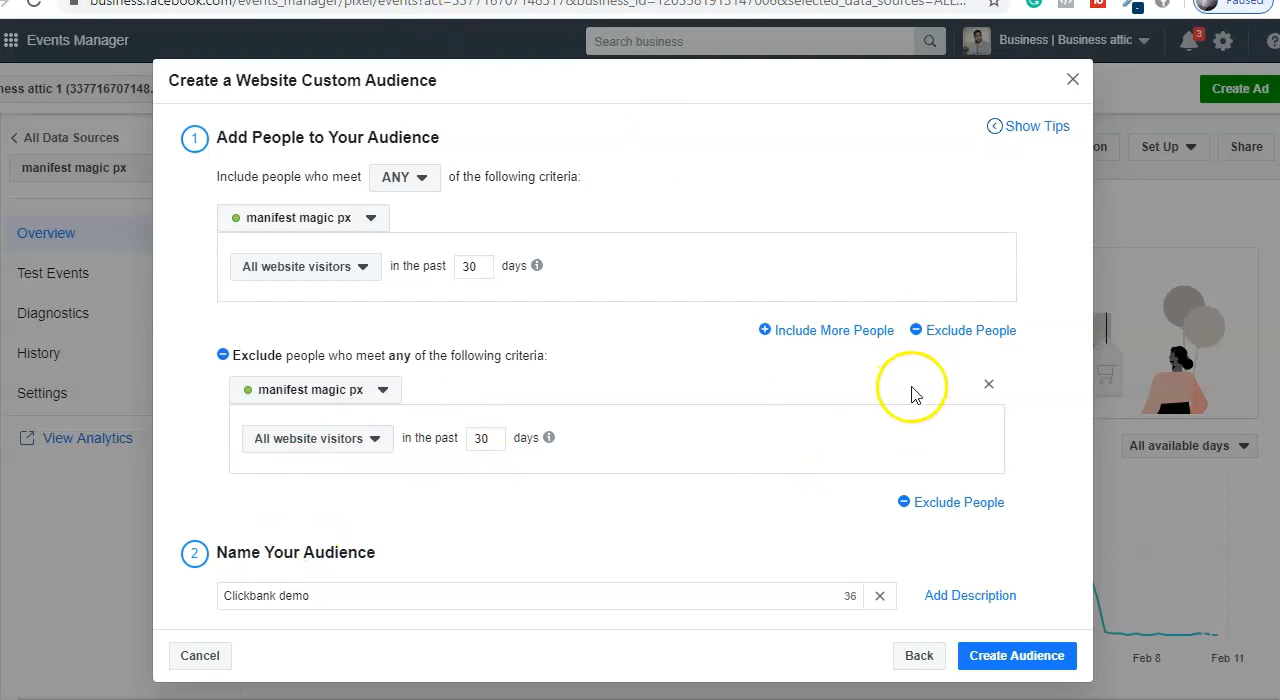 Paused
Events Manager
Search business
Business | Business attic
3
ness attic 1 (337716707148.
Create Ad
Create a Website Custom Audience
All Data Sources
manifest magic px
on
Set Up
Share
1
Add People to Your Audience
Show Tips
Include people who meet ANY of the following criteria:
manifest magic px
Overview
All website visitors in the past 30 days
Test Events
Diagnostics
Include More People Exclude People
History
Exclude people who meet any of the following criteria:
manifest magic px
Settings
View Analytics
All website visitors in the past 30 days
All available days
Exclude People
2
Name Your Audience
Clickbank demo 36
Add Description
Cancel
Back
Create Audience
Feb 8
Feb 11